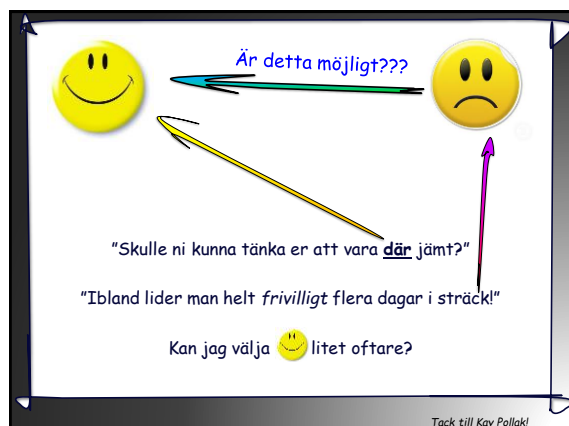 Är detta möjligt???
"Skulle ni kunna tänka er att vara där jämt?"
"Ibland lider man helt frivilligt flera dagar i sträck!"
Kan jag välja litet oftare?
Tack till Kay Pollak!